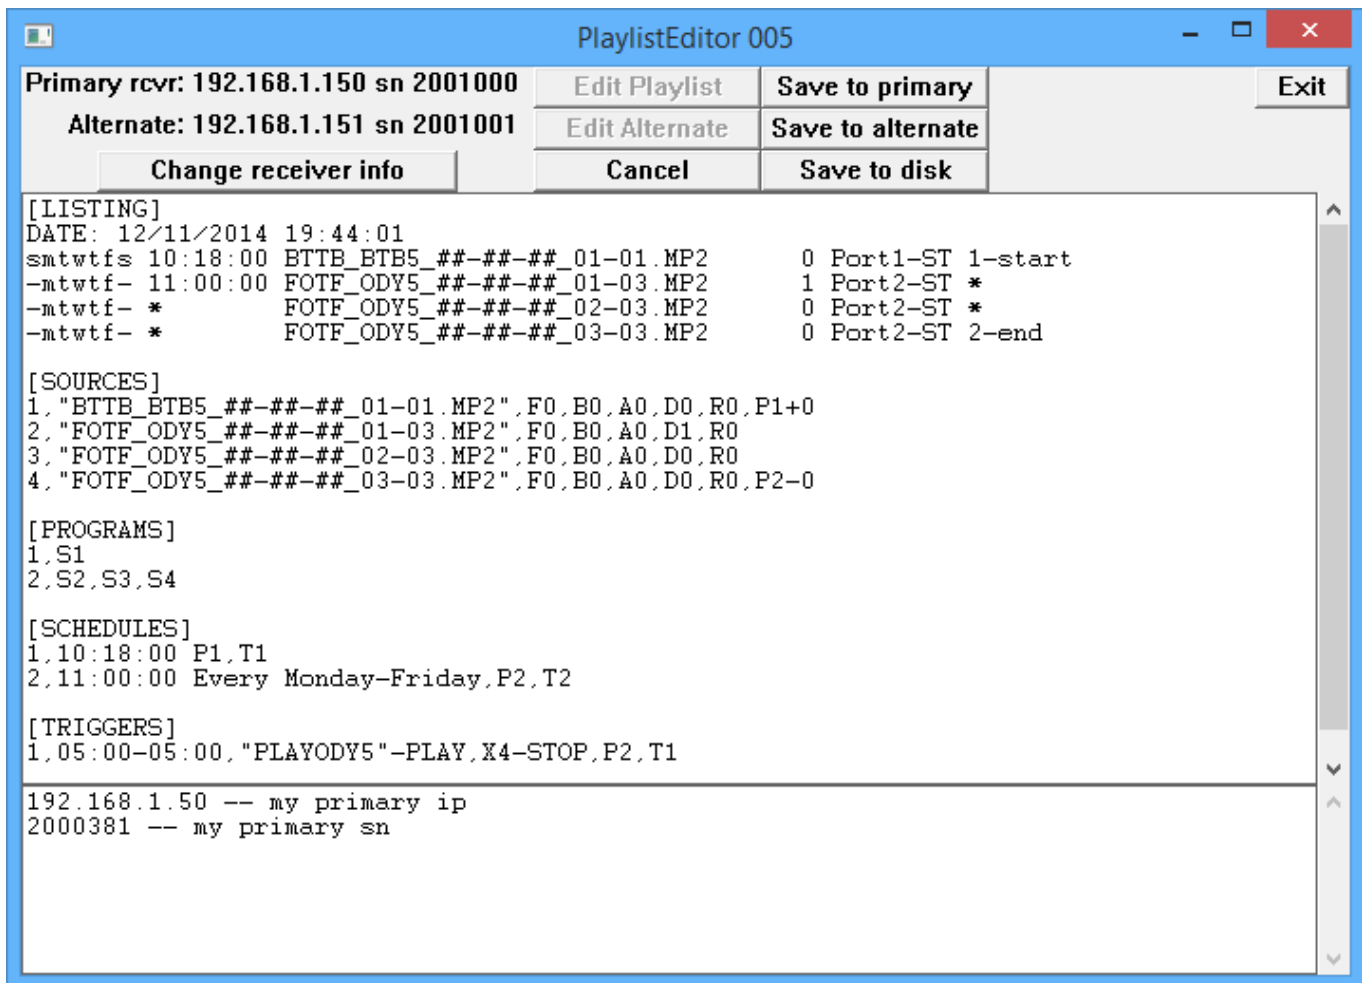 PlaylistEditor 005
Primary rcvr: 192.168.1.150 sn 2001000 Edit Playlist Save to primary Exit
Alternate: 192.168.1.151 sn 2001001 Edit Alternate Save to alternate
Change receiver info Cancel Save to disk
[LISTING]
DATE: 12/11/2014 19:44:01
smtwtfs 10:18:00 BTTB_BTB5_##-##-##_01-01.MP2 0 Port1-ST 1-start
-mtwtf- 11:00:00 FOTF_ODY5_##-##-##_01-03.MP2 1 Port2-ST *
-mtwtf- * FOTF_ODY5_##-##-##_02-03.MP2 0 Port2-ST *
-mtwtf- * FOTF_ODY5_##-##-##_03-03.MP2 0 Port2-ST 2-end
[SOURCES]
1,"BTTB_BTB5_##-##-##_01-01.MP2",F0,B0,A0,D0,R0,P1+0
2,"FOTF_ODY5_##-##-##_01-03.MP2",F0,B0,A0,D1,R0
3,"FOTF_ODY5_##-##-##_02-03.MP2",F0,B0,A0,D0,R0
4,"FOTF_ODY5_##-##-##_03-03.MP2",F0,B0,A0,D0,R0,P2-0
[PROGRAMS]
1,S1
2,S2,S3,S4
[SCHEDULES]
1,10:18:00 P1,T1
2,11:00:00 Every Monday-Friday,P2,T2
[TRIGGERS]
1,05:00-05:00,"PLAYODY5"-PLAY,X4-STOP,P2,T1
192.168.1.50 -- my primary ip
2000381 -- my primary sn